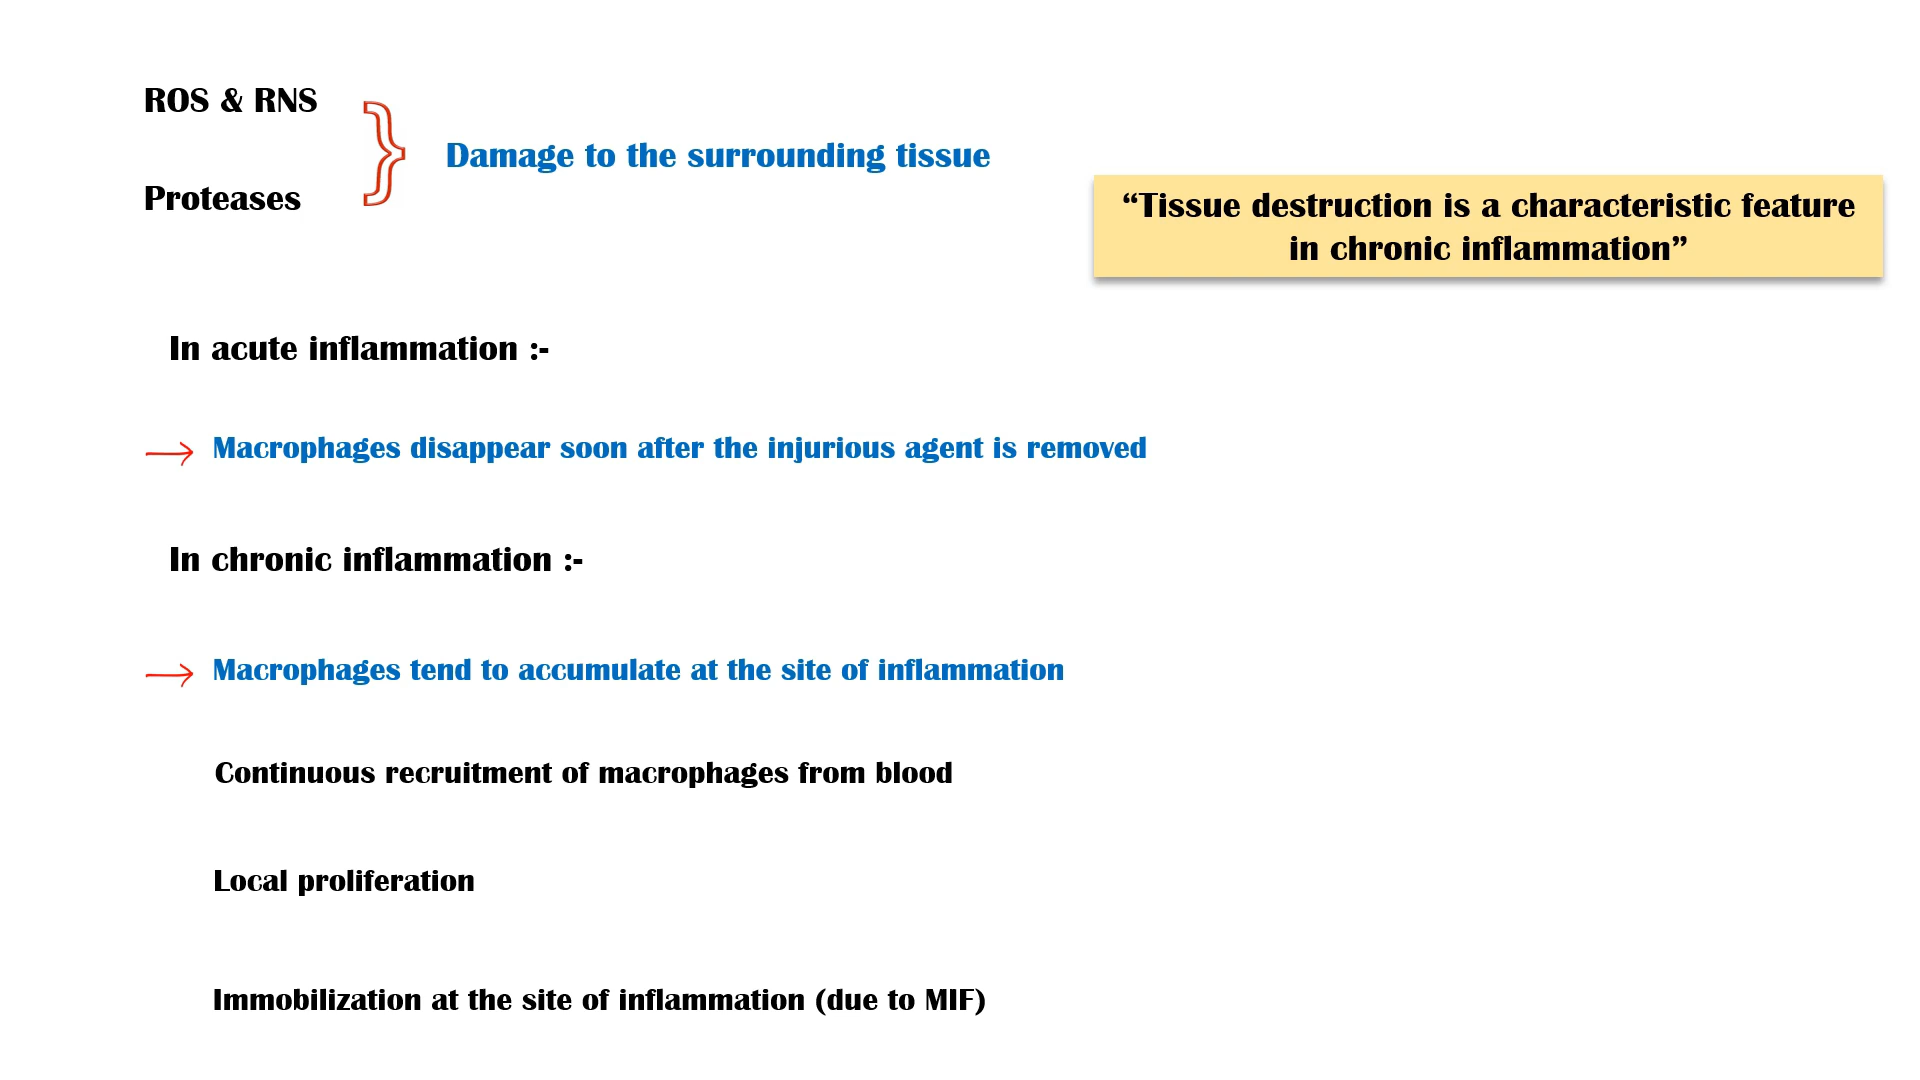 ROS & RNS
Proteases
Damage to the surrounding tissue
“Tissue destruction is a characteristic feature
in chronic inflammation”
In acute inflammation :-
Macrophages disappear soon after the injurious agent is removed
In chronic inflammation :-
Macrophages tend to accumulate at the site of inflammation
Continuous recruitment of macrophages from blood
Local proliferation
Immobilization at the site of inflammation (due to MIF)